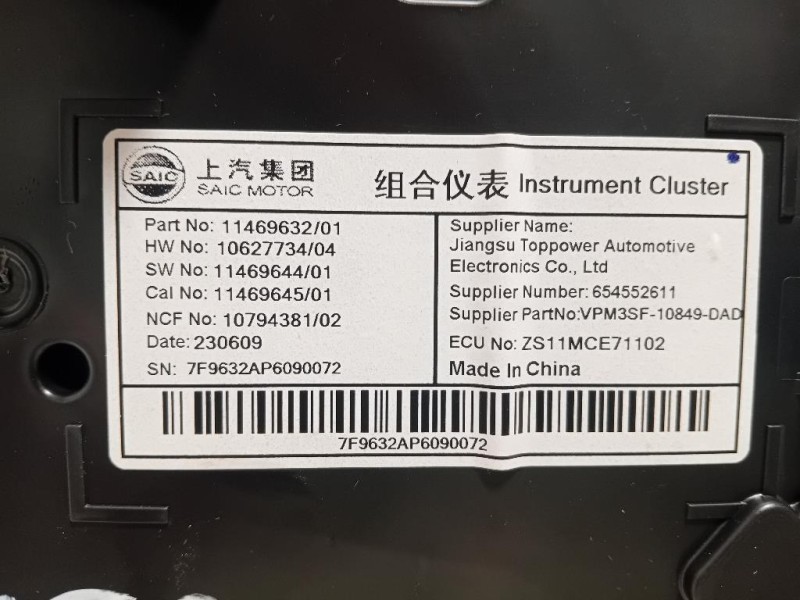 SAIC
上汽集团
SAIC MOTOR
组合仪表 Instrument Cluster
Part No: 11469632/01
HW No: 10627734/04
SW No: 11469644/01
Cal No: 11469645/01
NCF No: 10794381/02
Date: 230609
SN: 7F9632AP6090072
Supplier Name:
Jiangsu Toppower Automotive
Electronics Co., Ltd
Supplier Number: 654552611
Supplier PartNo:VPM3SF-10849-DAD
ECU No: ZS11MCE71102
Made In China
7F9632AP6090072